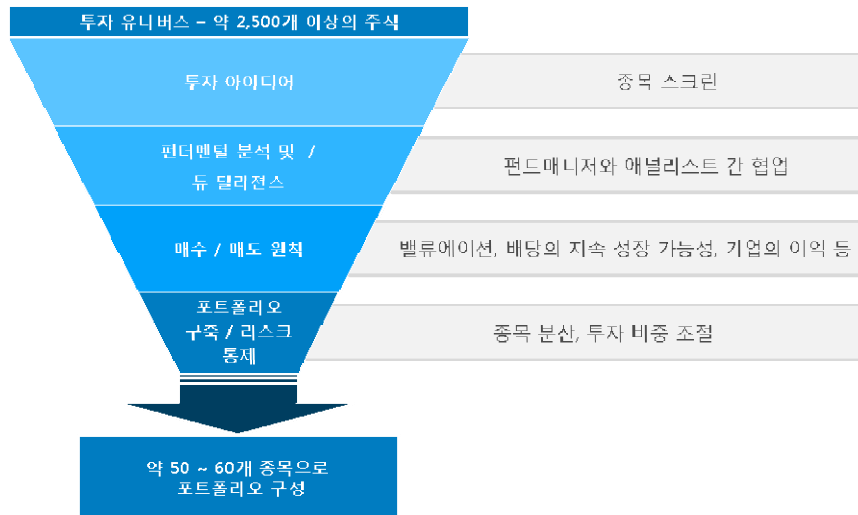 투자 유니버스 – 약 2,500개 이상의 주식
투자 아이디어
종목 스크린
펀더멘털 분석 및 /
듀 딜리젼스
펀드매니저와 애널리스트 간 협업
매수 / 매도 원칙
밸류에이션, 배당의 지속 성장 가능성, 기업의 이익 등
포트폴리오
구축 / 리스크
통제
종목 분산, 투자 비중 조절
약 50 ~ 60개 종목으로
포트폴리오 구성